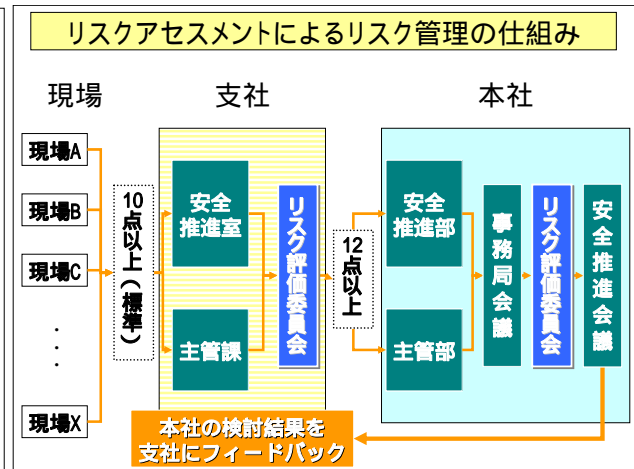 リスクアセスメントによるリスク管理の仕組み
現場
支社
本社
現場A
現場B
現場C
・
・
・
現場X
10点以上（標準）
安全
推進室
主管課
リスク評価委員会
12点以上
安全
推進部
主管部
事務局会議
リスク評価委員会
安全推進会議
本社の検討結果を
支社にフィードバック